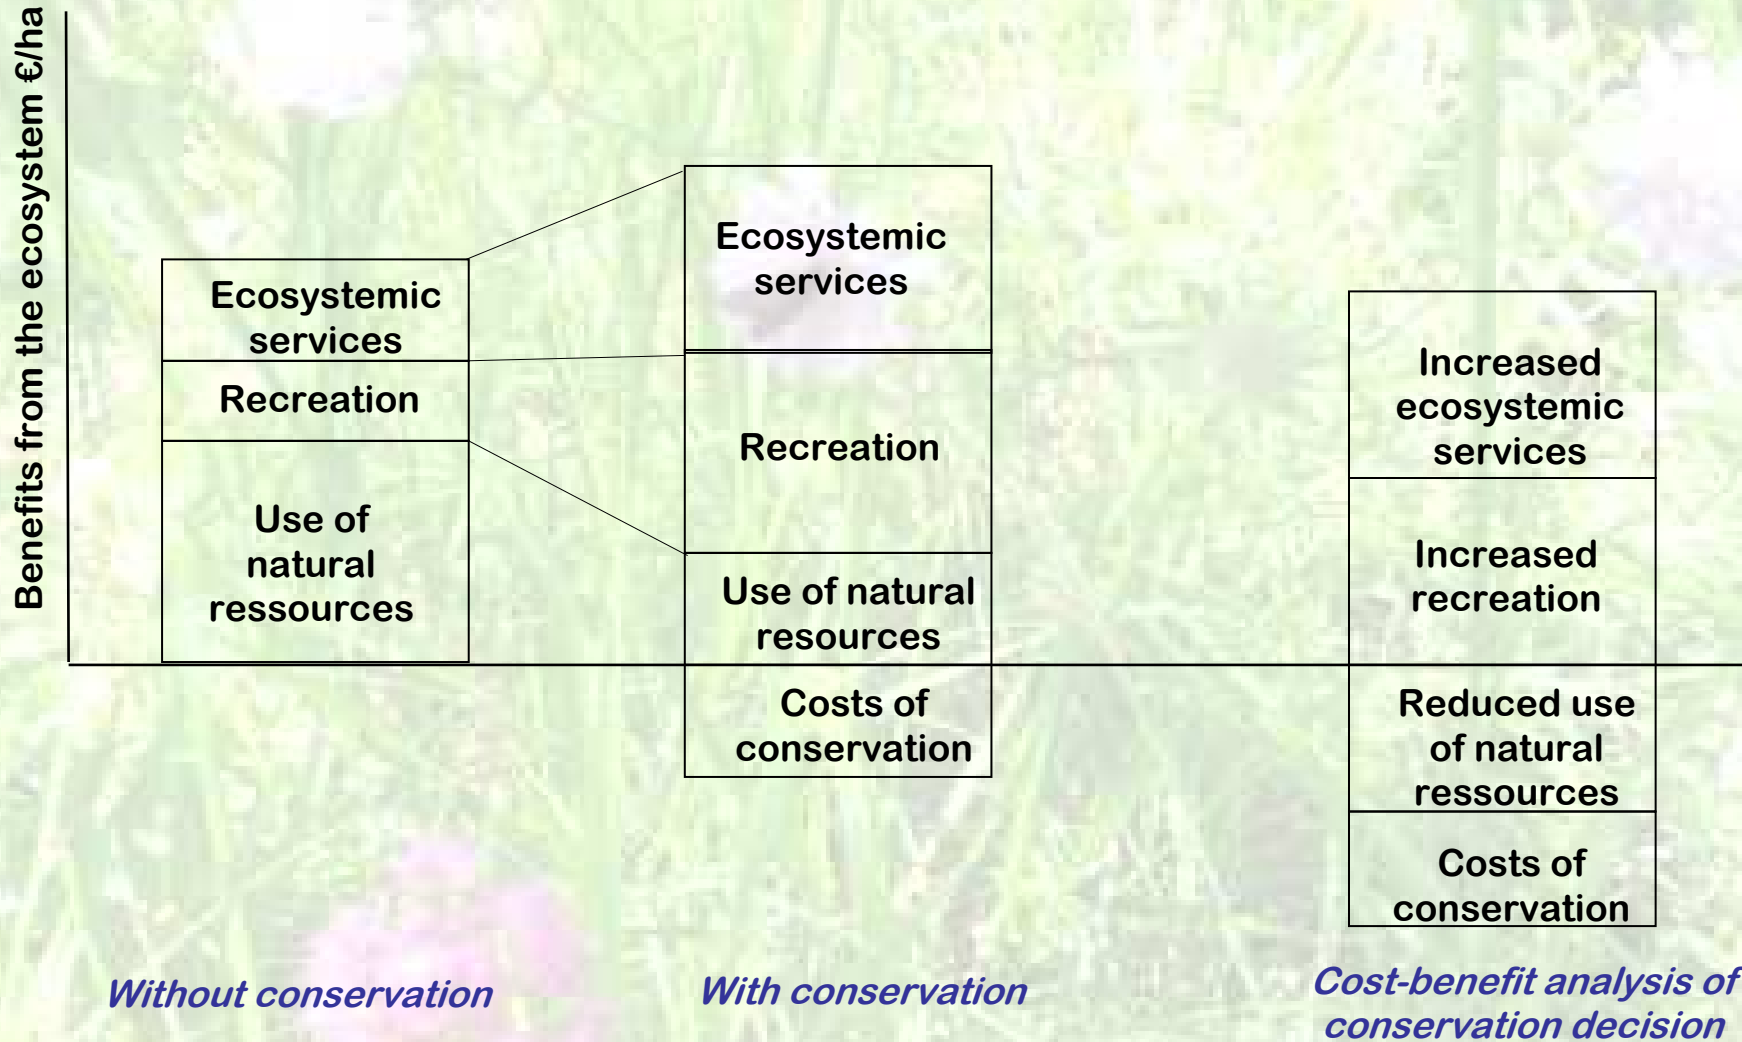 Benefits from the ecosystem €/ha
Ecosystemic
services
Recreation
Use of
natural
ressources
Ecosystemic
services
Recreation
Use of natural
resources
Costs of
conservation
Increased
ecosystemic
services
Increased
recreation
Reduced use
of natural
ressources
Costs of
conservation
Without conservation
With conservation
Cost-benefit analysis of
conservation decision